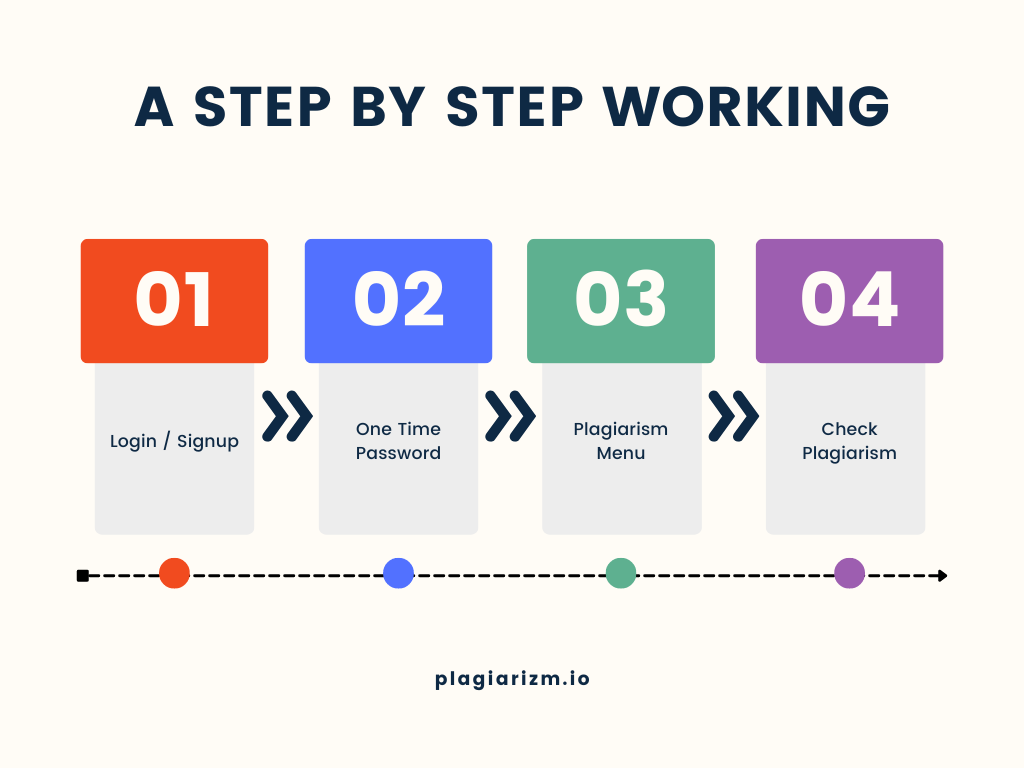 A STEP BY STEP WORKING
01
02
03
04
Login / Signup
One Time
Password
Plagiarism
Menu
Check
Plagiarism
plagiarizm.io